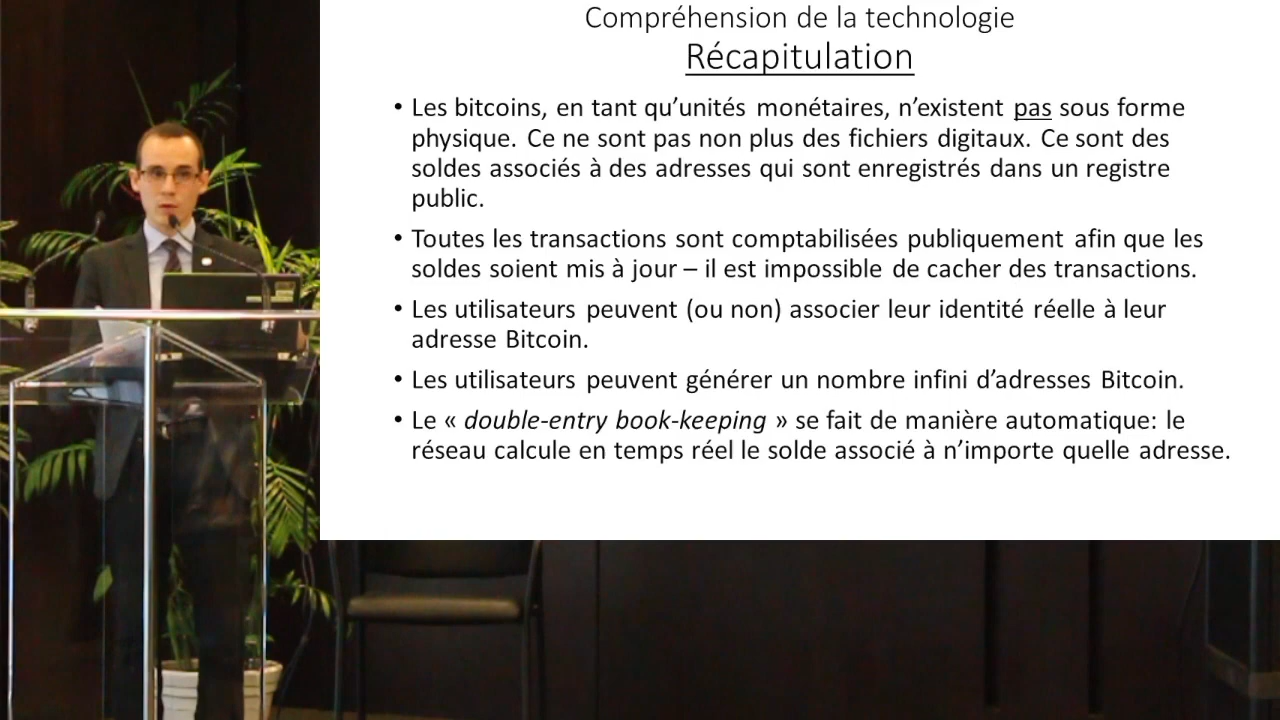 Compréhension de la technologie
Récapitulation
• Les bitcoins, en tant qu’unités monétaires, n’existent pas sous forme
physique. Ce ne sont pas non plus des fichiers digitaux. Ce sont des
soldes associés à des adresses qui sont enregistrés dans un registre
public.
• Toutes les transactions sont comptabilisées publiquement afin que les
soldes soient mis à jour – il est impossible de cacher des transactions.
• Les utilisateurs peuvent (ou non) associer leur identité réelle à leur
adresse Bitcoin.
• Les utilisateurs peuvent générer un nombre infini d’adresses Bitcoin.
• Le « double-entry book-keeping » se fait de manière automatique: le
réseau calcule en temps réel le solde associé à n’importe quelle adresse.